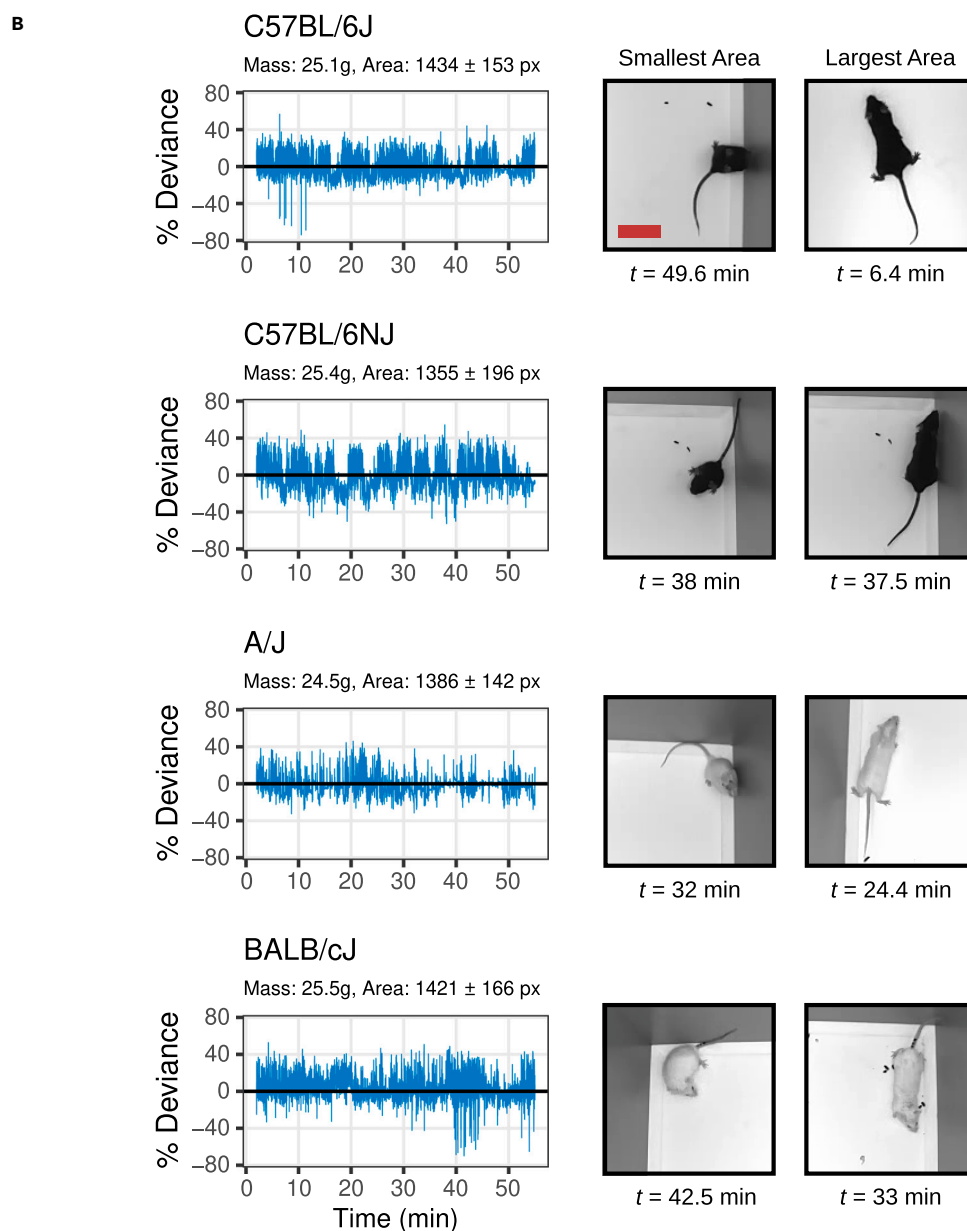 B
C57BL/6J
Mass: 25.1g, Area: 1434 ± 153 px
Smallest Area
Largest Area
% Deviance
80
40
0
−40
−80
0 10 20 30 40 50
t = 49.6 min
t = 6.4 min
C57BL/6NJ
Mass: 25.4g, Area: 1355 ± 196 px
% Deviance
80
40
0
−40
−80
0 10 20 30 40 50
t = 38 min
t = 37.5 min
A/J
Mass: 24.5g, Area: 1386 ± 142 px
% Deviance
80
40
0
−40
−80
0 10 20 30 40 50
t = 32 min
t = 24.4 min
BALB/cJ
Mass: 25.5g, Area: 1421 ± 166 px
% Deviance
80
40
0
−40
−80
0 10 20 30 40 50
Time (min)
t = 42.5 min
t = 33 min